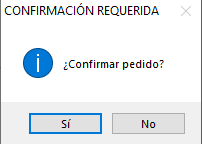 CONFIRMACIÓN REQUERIDA
¿Confirmar pedido?
Sí
No